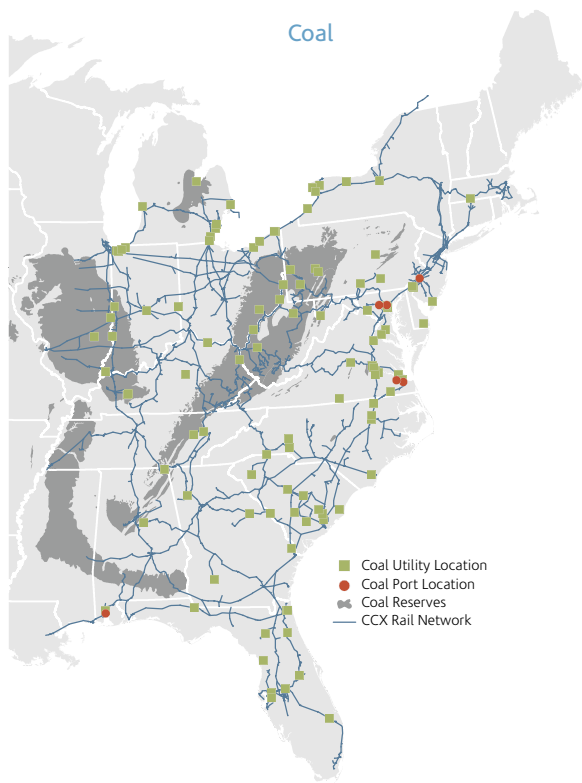 Coal
Coal Utility Location
Coal Port Location
Coal Reserves
CCX Rail Network